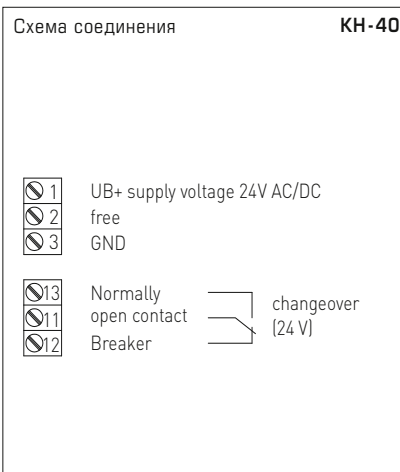 Схема соединения KH-40
1 UB+ supply voltage 24V AC/DC
2 free
3 GND
13 Normally
changeover
11 open contact
(24 V)
12 Breaker